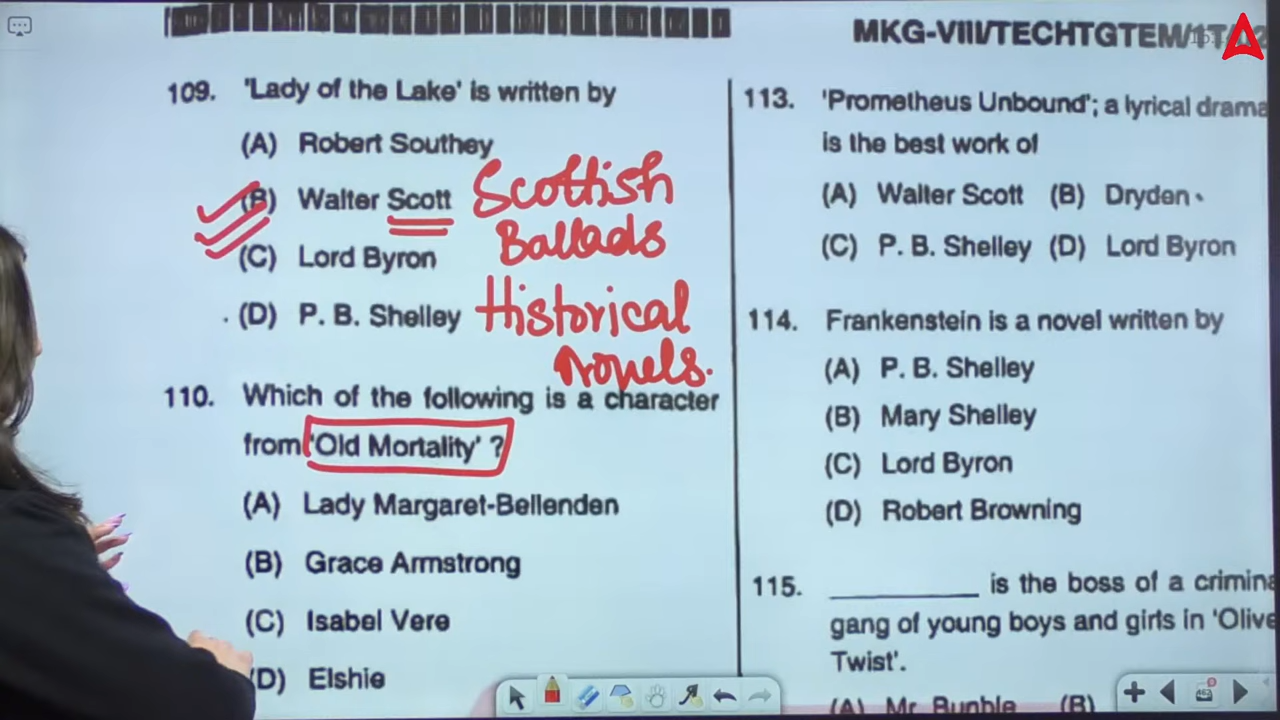 MKG-VIII/TECHTGTEM/1
109. 'Lady of the Lake' is written by
(A) Robert Southey
(B) Walter Scott
(C) Lord Byron
(D) P. B. Shelley
Scottish
Ballads
Historical
Novels.
110. Which of the following is a character
from 'Old Mortality' ?
(A) Lady Margaret-Bellenden
(B) Grace Armstrong
(C) Isabel Vere
(D) Elshie
113. 'Prometheus Unbound'; a lyrical drama
is the best work of
(A) Walter Scott (B) Dryden
(C) P. B. Shelley (D) Lord Byron
114. Frankenstein is a novel written by
(A) P. B. Shelley
(B) Mary Shelley
(C) Lord Byron
(D) Robert Browning
115. ________ is the boss of a crimina
gang of young boys and girls in 'Olive
Twist'.
(A) Mr Bunble (B)